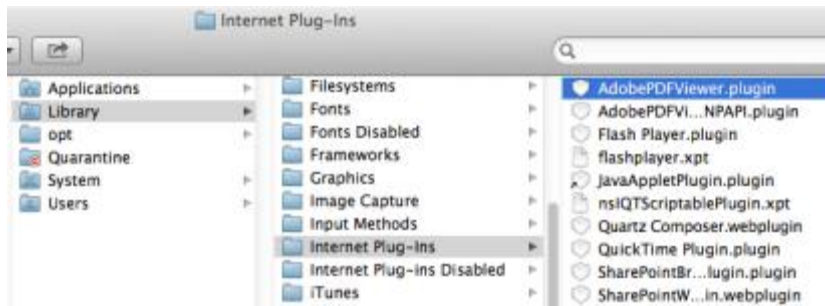 Internet Plug-Ins
Applications
Library
opt
Quarantine
System
Users
Filesystems
Fonts
Fonts Disabled
Frameworks
Graphics
Image Capture
Input Methods
Internet Plug-Ins
Internet Plug-ins Disabled
iTunes
AdobePDFViewer.plugin
AdobePDFVi...NPAPI.plugin
Flash Player.plugin
flashplayer.xpt
JavaAppletPlugin.plugin
nsIQTScriptablePlugin.xpt
Quartz Composer.webplugin
QuickTime Plugin.plugin
SharePointBr...lugin.plugin
SharePointW...in.webplugin